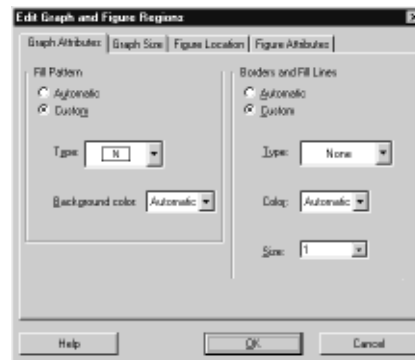 Edit Graph and Figure Regions
Graph Attributes Graph Size Figure Location Figure Attributes
Fill Pattern
Automatic
Custom
Type: N
Background color: Automatic
Borders and Fill Lines
Automatic
Custom
Type: None
Color: Automatic
Size: 1
Help OK Cancel